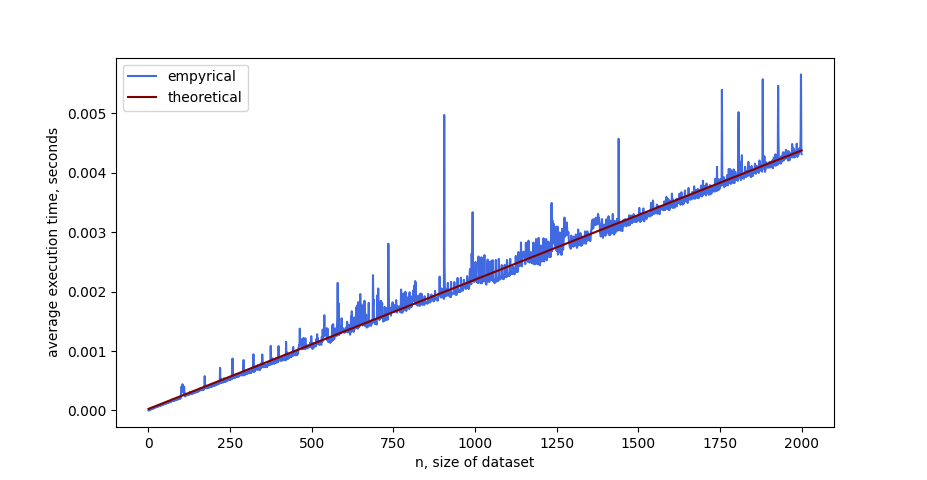 empyrical
theoretical
0.005
0.004
0.003
0.002
0.001
0.000
average execution time, seconds
0 250 500 750 1000 1250 1500 1750 2000
n, size of dataset